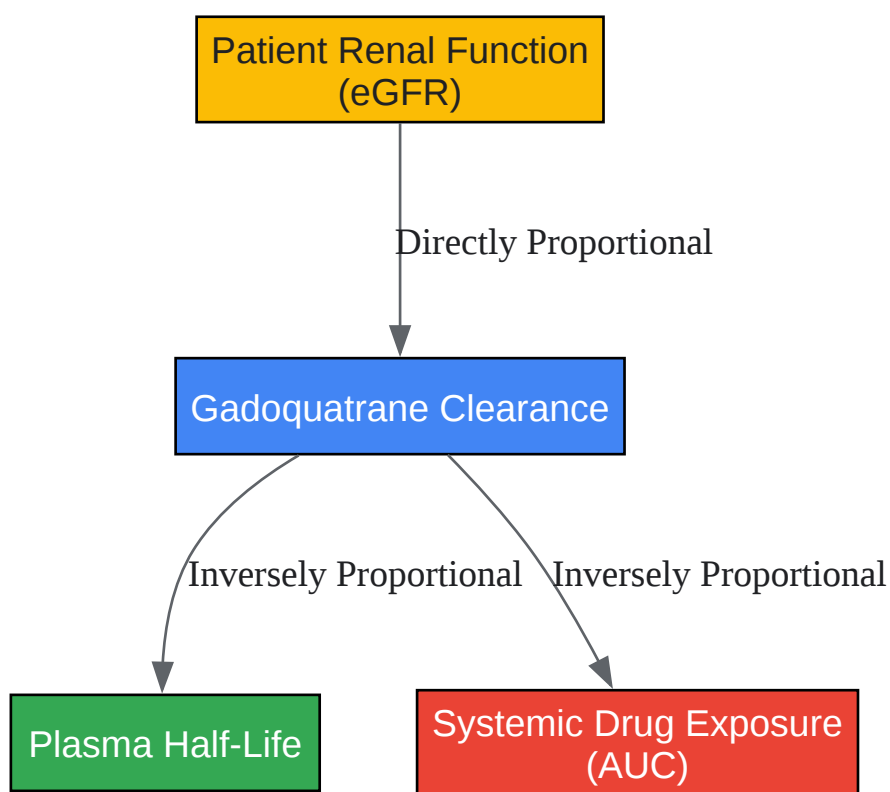 Patient Renal Function
(eGFR)
Directly Proportional
Gadoquatrane Clearance
Inversely Proportional
Inversely Proportional
Plasma Half-Life
Systemic Drug Exposure
(AUC)